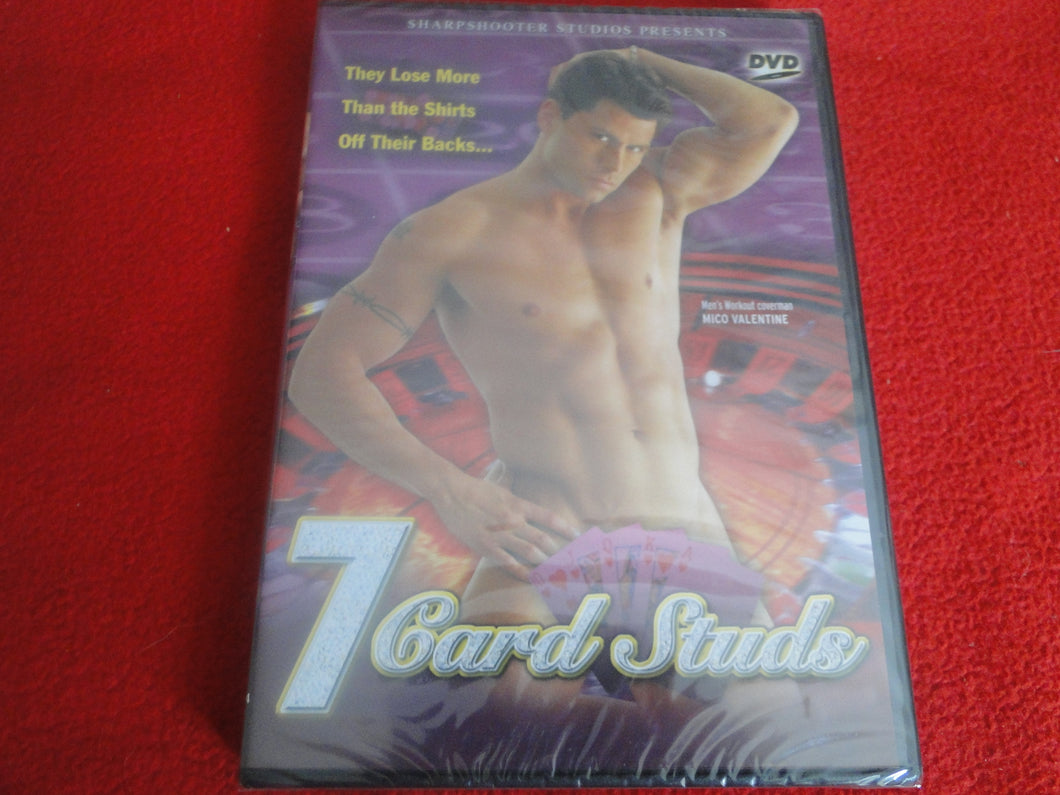 SHARPSHOOTER STUDIOS PRESENTS
DVD
They Lose More
Than the Shirts
Off Their Backs...
Men's Workout coverman
MICO VALENTINE
Q K A
7 Card Studs